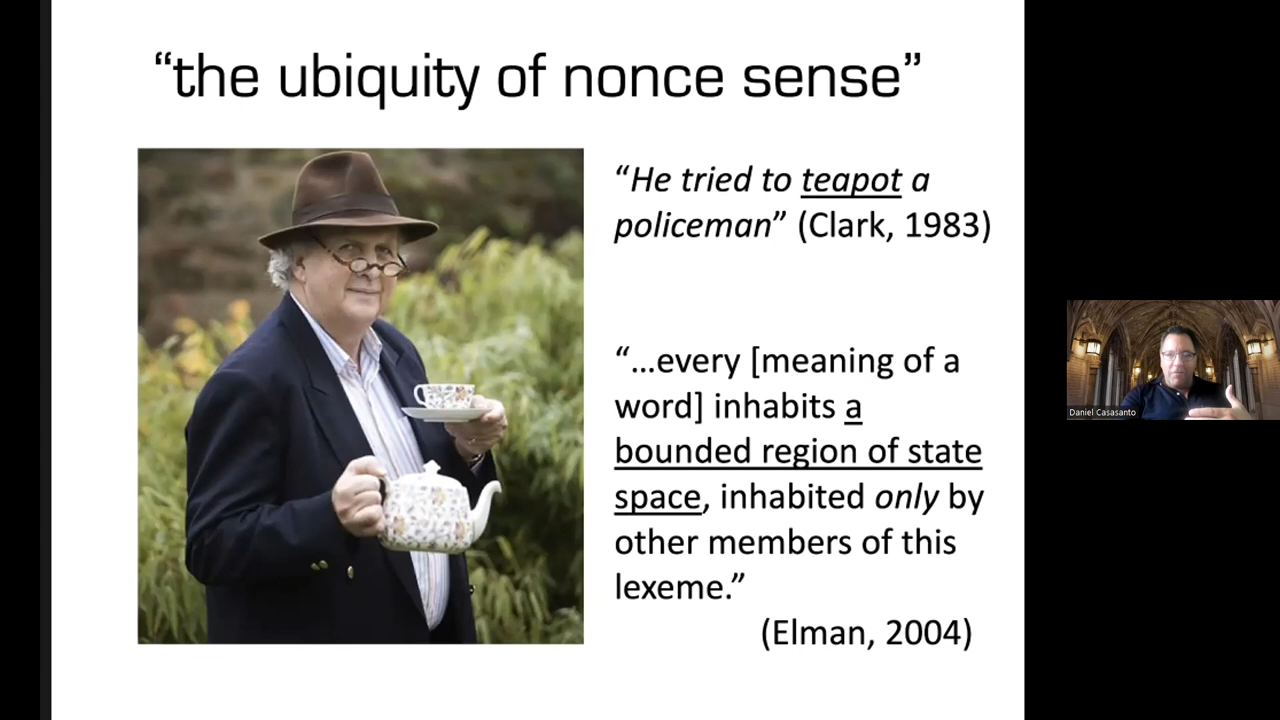 “the ubiquity of nonce sense”
“He tried to teapot a
policeman” (Clark, 1983)
“...every [meaning of a
word] inhabits a
bounded region of state
space, inhabited only by
other members of this
lexeme.”
(Elman, 2004)
Daniel Casasanto